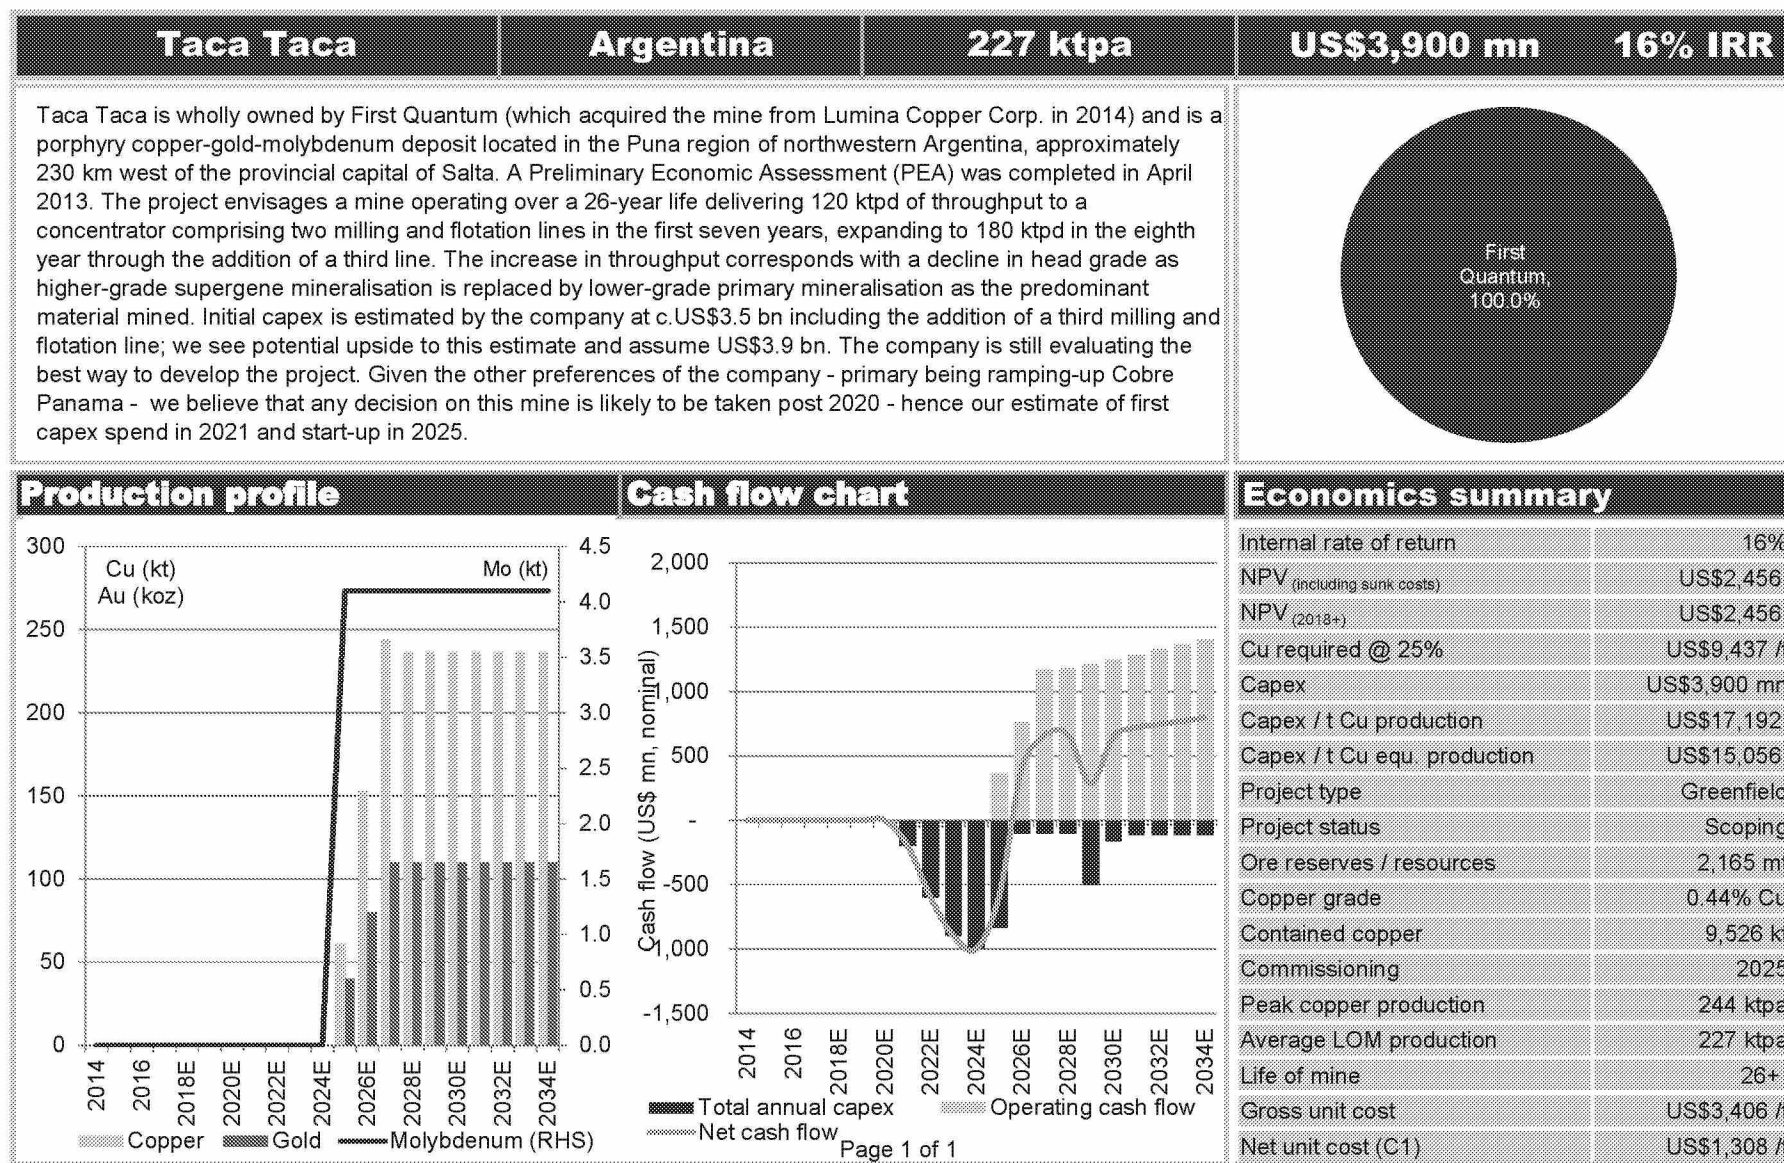 Taca Taca Argentina 227 ktpa US$3,900 mn 16% IRR
Taca Taca is wholly owned by First Quantum (which acquired the mine from Lumina Copper Corp. in 2014) and is a
porphyry copper-gold-molybdenum deposit located in the Puna region of northwestern Argentina, approximately
230 km west of the provincial capital of Salta. A Preliminary Economic Assessment (PEA) was completed in April
2013. The project envisages a mine operating over a 26-year life delivering 120 ktpd of throughput to a
concentrator comprising two milling and flotation lines in the first seven years, expanding to 180 ktpd in the eighth
year through the addition of a third line. The increase in throughput corresponds with a decline in head grade as
higher-grade supergene mineralisation is replaced by lower-grade primary mineralisation as the predominant
material mined. Initial capex is estimated by the company at c.US$3.5 bn including the addition of a third milling and
flotation line; we see potential upside to this estimate and assume US$3.9 bn. The company is still evaluating the
best way to develop the project. Given the other preferences of the company - primary being ramping-up Cobre
Panama -  we believe that any decision on this mine is likely to be taken post 2020 - hence our estimate of first
capex spend in 2021 and start-up in 2025.
First
Quantum,
100.0%
Production profile
300
250
200
150
100
50
0
Cu (kt)
Au (koz)
Mo (kt)
4.5
4.0
3.5
3.0
2.5
2.0
1.5
1.0
0.5
0.0
2014
2016
2018E
2020E
2022E
2024E
2026E
2028E
2030E
2032E
2034E
Copper Gold Molybdenum (RHS)
Cash flow chart
Cash flow (US$ mn, nominal)
2,000
1,500
1,000
500
-
-500
-1,000
-1,500
2014
2016
2018E
2020E
2022E
2024E
2026E
2028E
2030E
2032E
2034E
Total annual capex Operating cash flow
Net cash flow
Page 1 of 1
Economics summary
Internal rate of return 16%
NPV (including sunk costs) US$2,456
NPV (2018+) US$2,456
Cu required @ 25% US$9,437 /t
Capex US$3,900 mn
Capex / t Cu production US$17,192
Capex / t Cu equ. production US$15,056
Project type Greenfield
Project status Scoping
Ore reserves / resources 2,165 mt
Copper grade 0.44% Cu
Contained copper 9,526 kt
Commissioning 2025
Peak copper production 244 ktpa
Average LOM production 227 ktpa
Life of mine 26+
Gross unit cost US$3,406 /t
Net unit cost (C1) US$1,308 /t